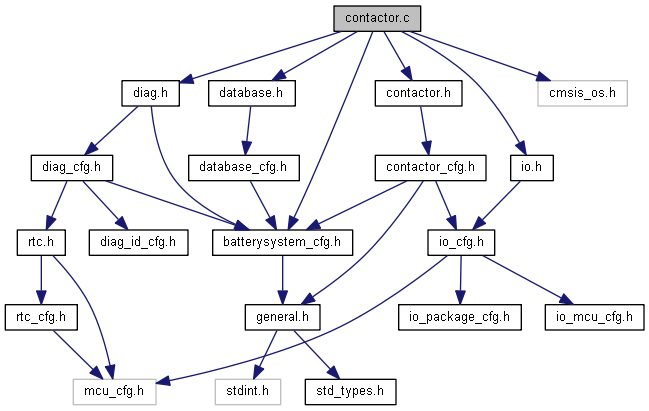 contactor.c
diag.h
database.h
contactor.h
cmsis_os.h
diag_cfg.h
database_cfg.h
contactor_cfg.h
io.h
rtc.h
diag_id_cfg.h
batterysystem_cfg.h
io_cfg.h
rtc_cfg.h
general.h
io_package_cfg.h
io_mcu_cfg.h
mcu_cfg.h
stdint.h
std_types.h